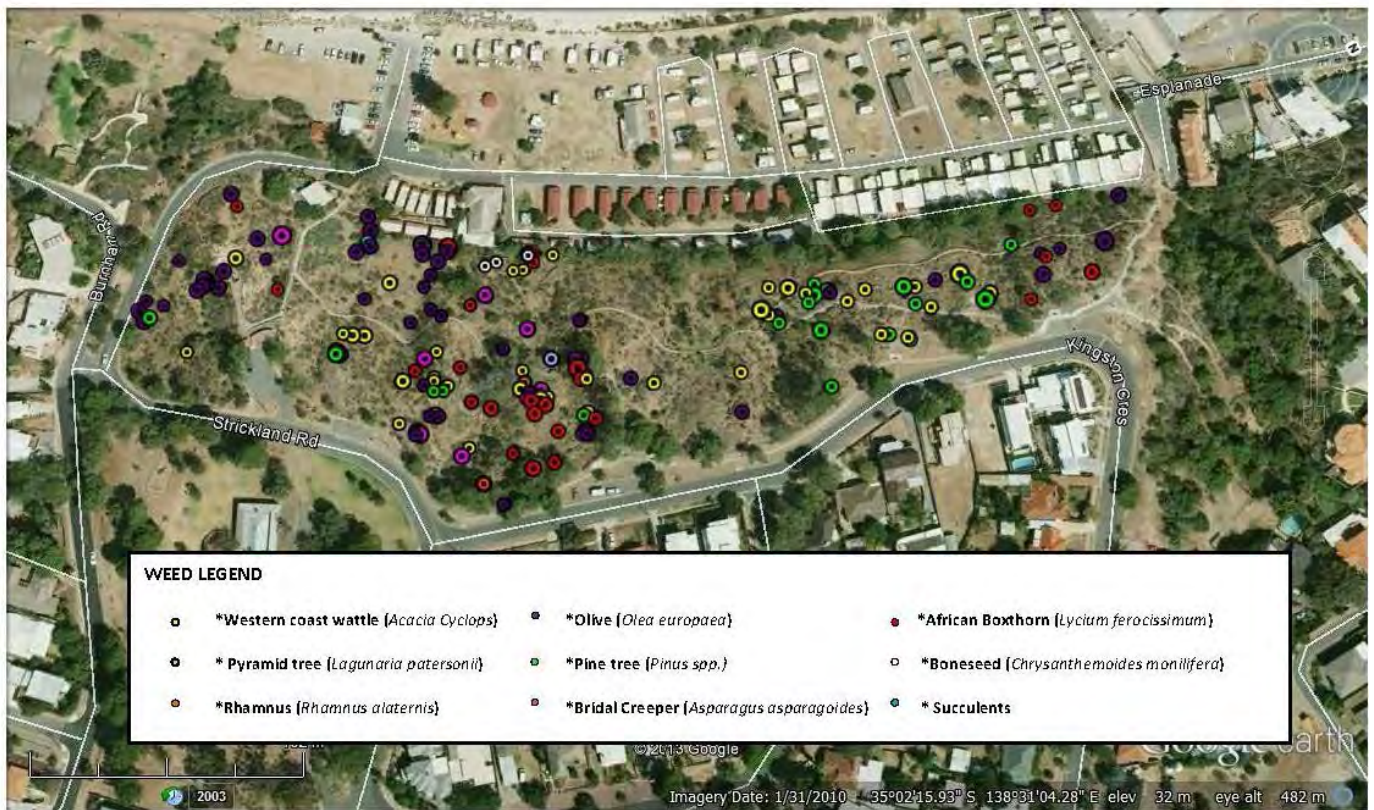 Esplanade
Burnham Rd
Kingston Cres
Strickland Rd
WEED LEGEND
*Western coast wattle (Acacia Cyclops)
*Olive (Olea europaea)
*African Boxthorn (Lycium ferocissimum)
* Pyramid tree (Lagunaria patersonii)
*Pine tree (Pinus spp.)
*Boneseed (Chrysanthemoides monilifera)
*Rhamnus (Rhamnus alaternis)
*Bridal Creeper (Asparagus asparagoides)
* Succulents
© 2013 Google
Google earth
2003
Imagery Date: 1/31/2010 35°02'15.93" S 138°31'04.28" E elev 32 m eye alt 482 m
N